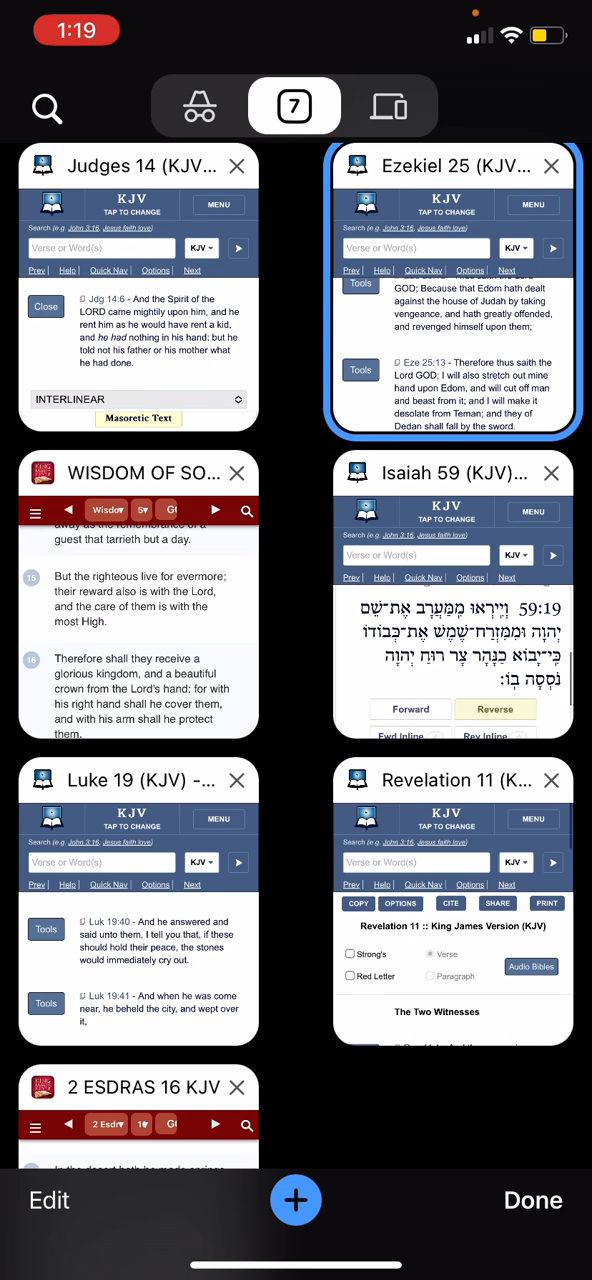 1:19
7
Judges 14 (KJV...
KJV
TAP TO CHANGE
MENU
Search (e.g. John 3:16, Jesus faith love)
Verse or Word(s)
KJV
Prev | Help | Quick Nav | Options | Next
Close
Jdg 14:6 - And the Spirit of the
LORD came mightily upon him, and he
rent him as he would have rent a kid,
and he had nothing in his hand: but he
told not his father or his mother what
he had done.
INTERLINEAR
Masoretic Text
Ezekiel 25 (KJV...
KJV
TAP TO CHANGE
MENU
Search (e.g. John 3:16, Jesus faith love)
Verse or Word(s)
KJV
Prev | Help | Quick Nav | Options | Next
Tools
GOD; Because that Edom hath dealt
against the house of Judah by taking
vengeance, and hath greatly offended,
and revenged himself upon them;
Tools
Eze 25:13 - Therefore thus saith the
Lord GOD; I will also stretch out mine
hand upon Edom, and will cut off man
and beast from it; and I will make it
desolate from Teman; and they of
Dedan shall fall by the sword.
WISDOM OF SO...
Wisdo
5
away as the remembrance of a
guest that tarrieth but a day.
15
But the righteous live for evermore;
their reward also is with the Lord,
and the care of them is with the
most High.
16
Therefore shall they receive a
glorious kingdom, and a beautiful
crown from the Lord's hand: for with
his right hand shall he cover them,
and with his arm shall he protect
them.
Isaiah 59 (KJV)...
KJV
TAP TO CHANGE
MENU
Search (e.g. John 3:16, Jesus faith love)
Verse or Word(s)
KJV
Prev | Help | Quick Nav | Options | Next
59:19 וְיִֽירְא֤וּ מִֽמַּעֲרָב֙ אֶת־שֵׁ֣ם
יְהוָ֔ה וּמִמִּזְרַח־שֶׁ֖מֶשׁ אֶת־כְּבוֹד֑וֹ
כִּֽי־יָב֤וֹא כַנָּהָר֙ צָ֔ר ר֥וּחַ יְהוָ֖ה
נֹ֥סְסָה בֽוֹ׃
Forward
Reverse
Fwd Inline
Rev Inline
Luke 19 (KJV) -...
KJV
TAP TO CHANGE
MENU
Search (e.g. John 3:16, Jesus faith love)
Verse or Word(s)
KJV
Prev | Help | Quick Nav | Options | Next
Tools
Luk 19:40 - And he answered and
said unto them, I tell you that, if these
should hold their peace, the stones
would immediately cry out.
Tools
Luk 19:41 - And when he was come
near, he beheld the city, and wept over
it,
Revelation 11 (K...
KJV
TAP TO CHANGE
MENU
Search (e.g. John 3:16, Jesus faith love)
Verse or Word(s)
KJV
Prev | Help | Quick Nav | Options | Next
COPY OPTIONS CITE SHARE PRINT
Revelation 11 :: King James Version (KJV)
Strong's
Verse
Red Letter
Paragraph
Audio Bibles
The Two Witnesses
2 ESDRAS 16 KJV
2 Esdr
Edit
Done